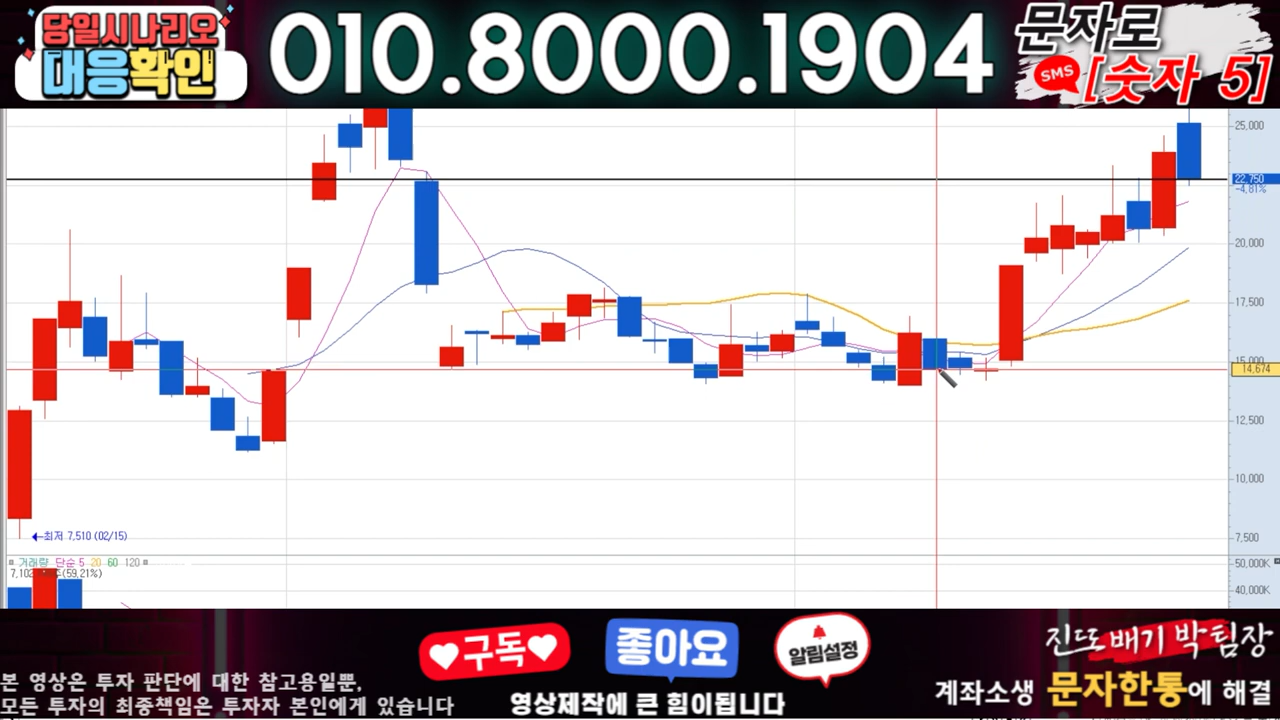 당일시나리오
대응확인
010.8000.1904
문자로
SMS
[숫자 5]
25,000
22,750
-4,81%
20,000
17,500
15,000
14,674
12,500
10,000
7,500
←최저 7,510 (02/15)
거래량 단순 5 20 60 120
(59,21%)
50,000K
40,000K
본 영상은 투자 판단에 대한 참고용일뿐,
모든 투자의 최종책임은 투자자 본인에게 있습니다
구독
좋아요
알림설정
영상제작에 큰 힘이됩니다
진또배기 박팀장
계좌소생 문자한통에 해결